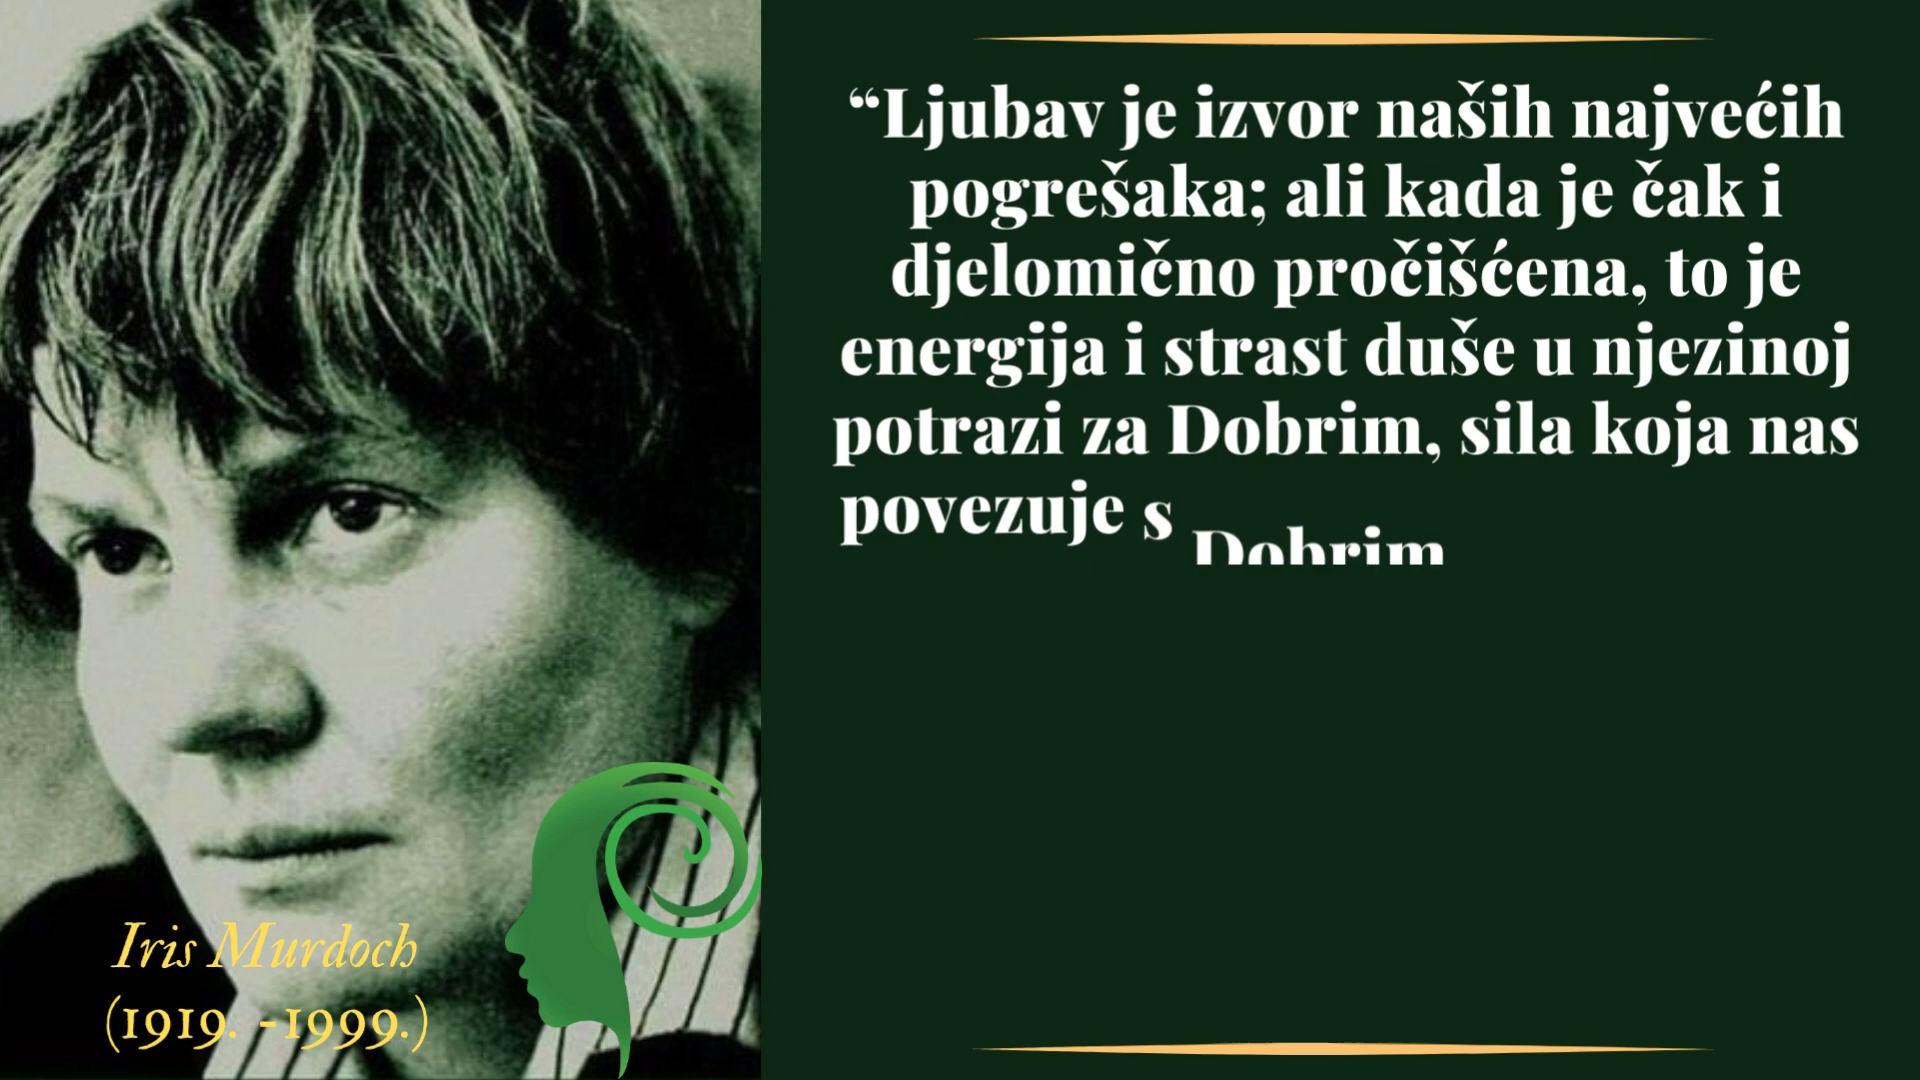 “Ljubav je izvor naših najvećih
pogrešaka; ali kada je čak i
djelomično pročišćena, to je
energija i strast duše u njezinoj
potrazi za Dobrim, sila koja nas
povezuje s Dobrim
Iris Murdoch
(1919. -1999.)